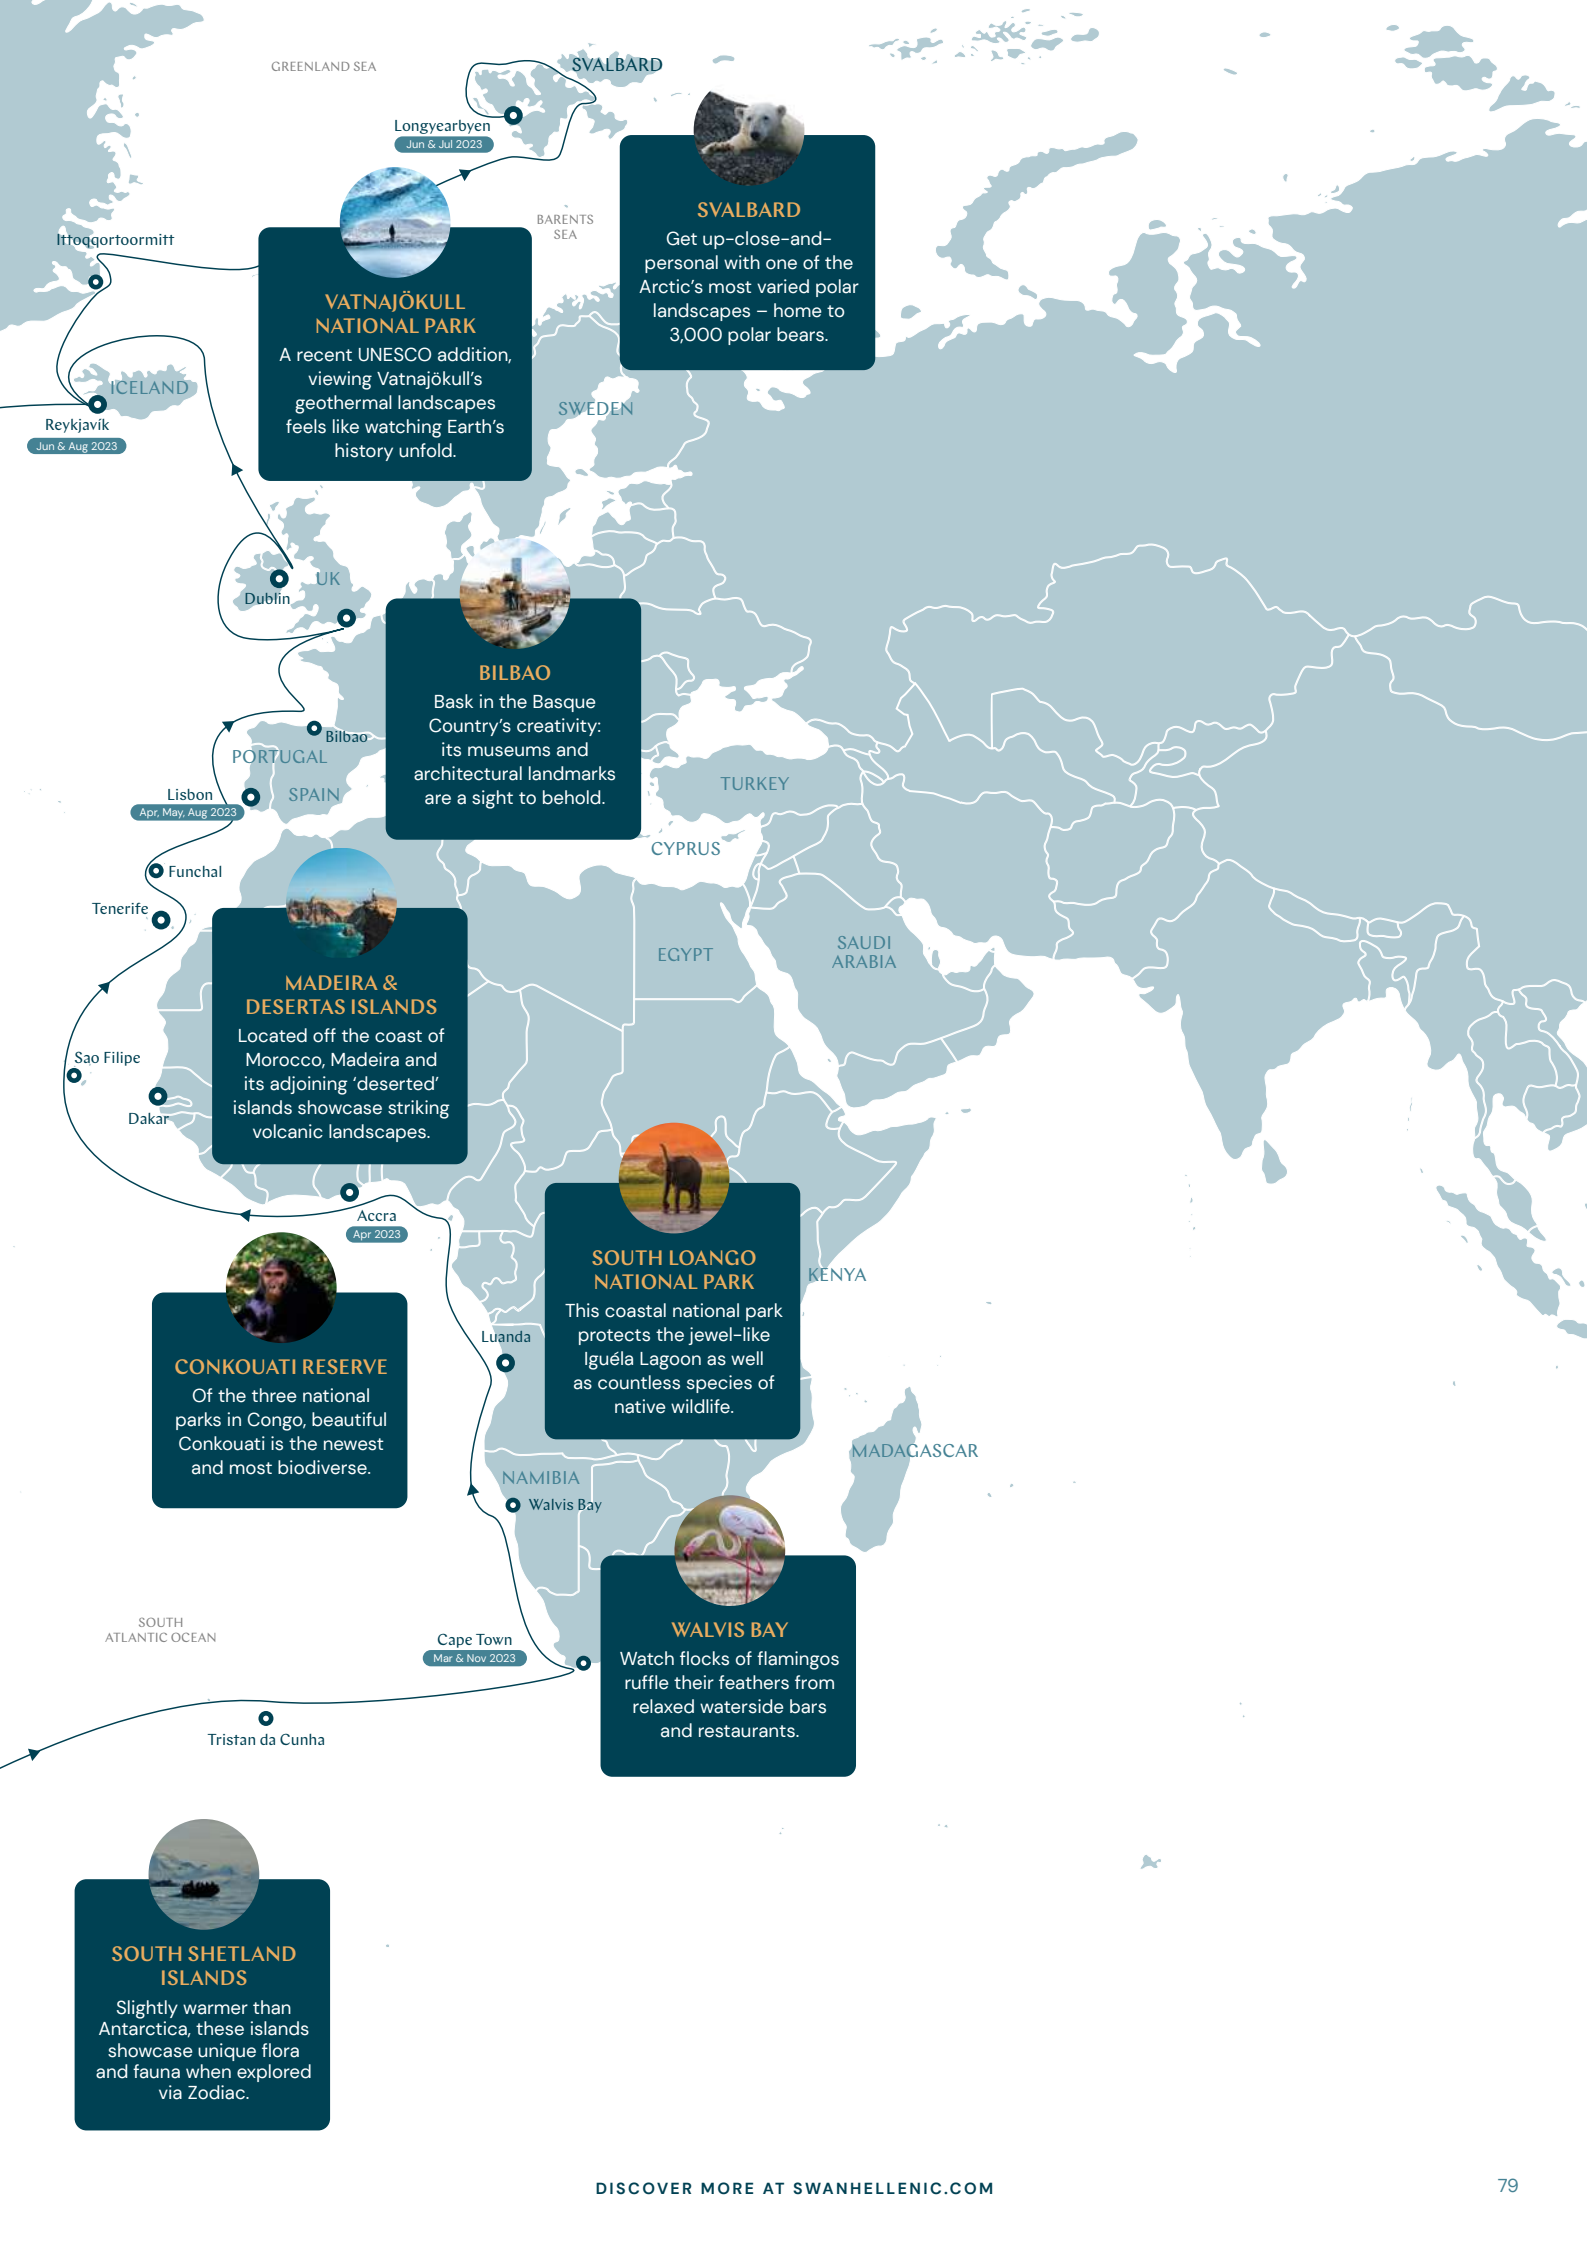 GREENLAND SEA
SVALBARD
Longyearbyen
Jun & Jul 2023
BARENTS
SEA
SVALBARD
Get up-close-and-
personal with one of the
Arctic's most varied polar
landscapes – home to
3,000 polar bears.
Ittoqqortoormitt
VATNAJÖKULL
NATIONAL PARK
A recent UNESCO addition,
viewing Vatnajökull's
geothermal landscapes
feels like watching Earth's
history unfold.
ICELAND
Reykjavík
Jun & Aug 2023
SWEDEN
UK
Dublin
BILBAO
Bask in the Basque
Country's creativity:
its museums and
architectural landmarks
are a sight to behold.
Bilbao
PORTUGAL
Lisbon
Apr, May, Aug 2023
SPAIN
TURKEY
CYPRUS
Funchal
Tenerife
MADEIRA &
DESERTAS ISLANDS
Located off the coast of
Morocco, Madeira and
its adjoining ‘deserted’
islands showcase striking
volcanic landscapes.
EGYPT
SAUDI
ARABIA
Sao Filipe
Dakar
Accra
Apr 2023
SOUTH LOANGO
NATIONAL PARK
This coastal national park
protects the jewel-like
Iguéla Lagoon as well
as countless species of
native wildlife.
KENYA
CONKOUATI RESERVE
Of the three national
parks in Congo, beautiful
Conkouati is the newest
and most biodiverse.
Luanda
MADAGASCAR
NAMIBIA
Walvis Bay
WALVIS BAY
Watch flocks of flamingos
ruffle their feathers from
relaxed waterside bars
and restaurants.
SOUTH
ATLANTIC OCEAN
Cape Town
Mar & Nov 2023
Tristan da Cunha
SOUTH SHETLAND
ISLANDS
Slightly warmer than
Antarctica, these islands
showcase unique flora
and fauna when explored
via Zodiac.
DISCOVER MORE AT SWANHELLENIC.COM
79